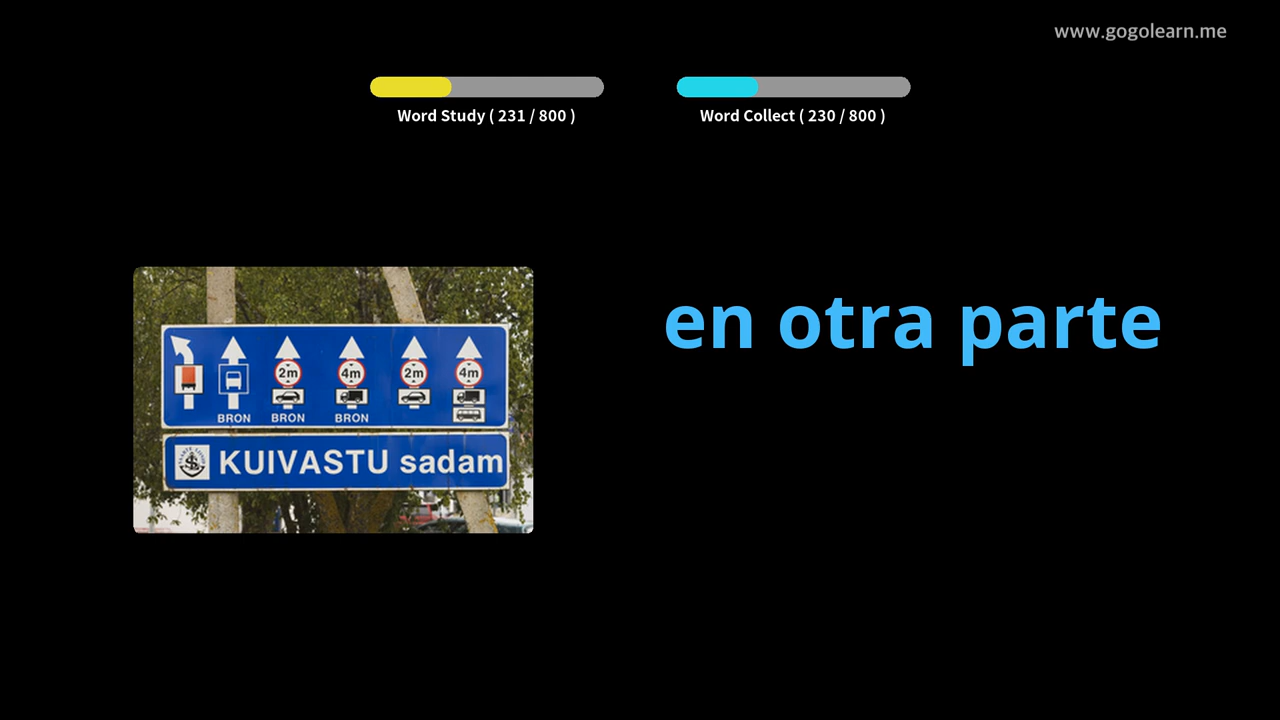 www.gogolearn.me
Word Study ( 231 / 800 )
Word Collect ( 230 / 800 )
en otra parte
2m
4m
2m
4m
BRON
BRON
BRON
KUIVASTU sadam